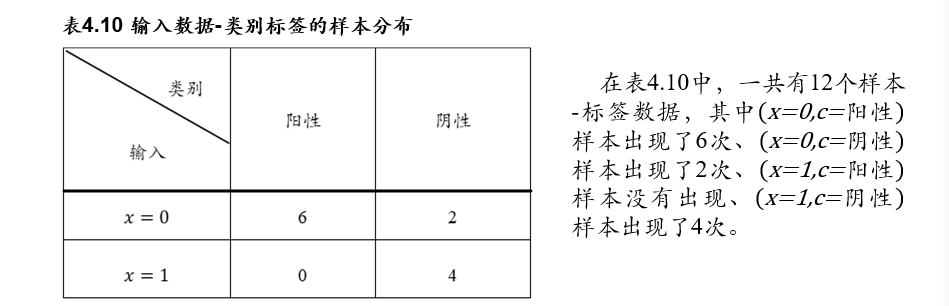 表4.10 输入数据-类别标签的样本分布
类别
输入
阳性
阴性
x = 0
6
2
x = 1
0
4
在表4.10中，一共有12个样本
-标签数据，其中(x=0,c=阳性)
样本出现了6次、(x=0,c=阴性)
样本出现了2次、(x=1,c=阳性)
样本没有出现、(x=1,c=阴性)
样本出现了4次。